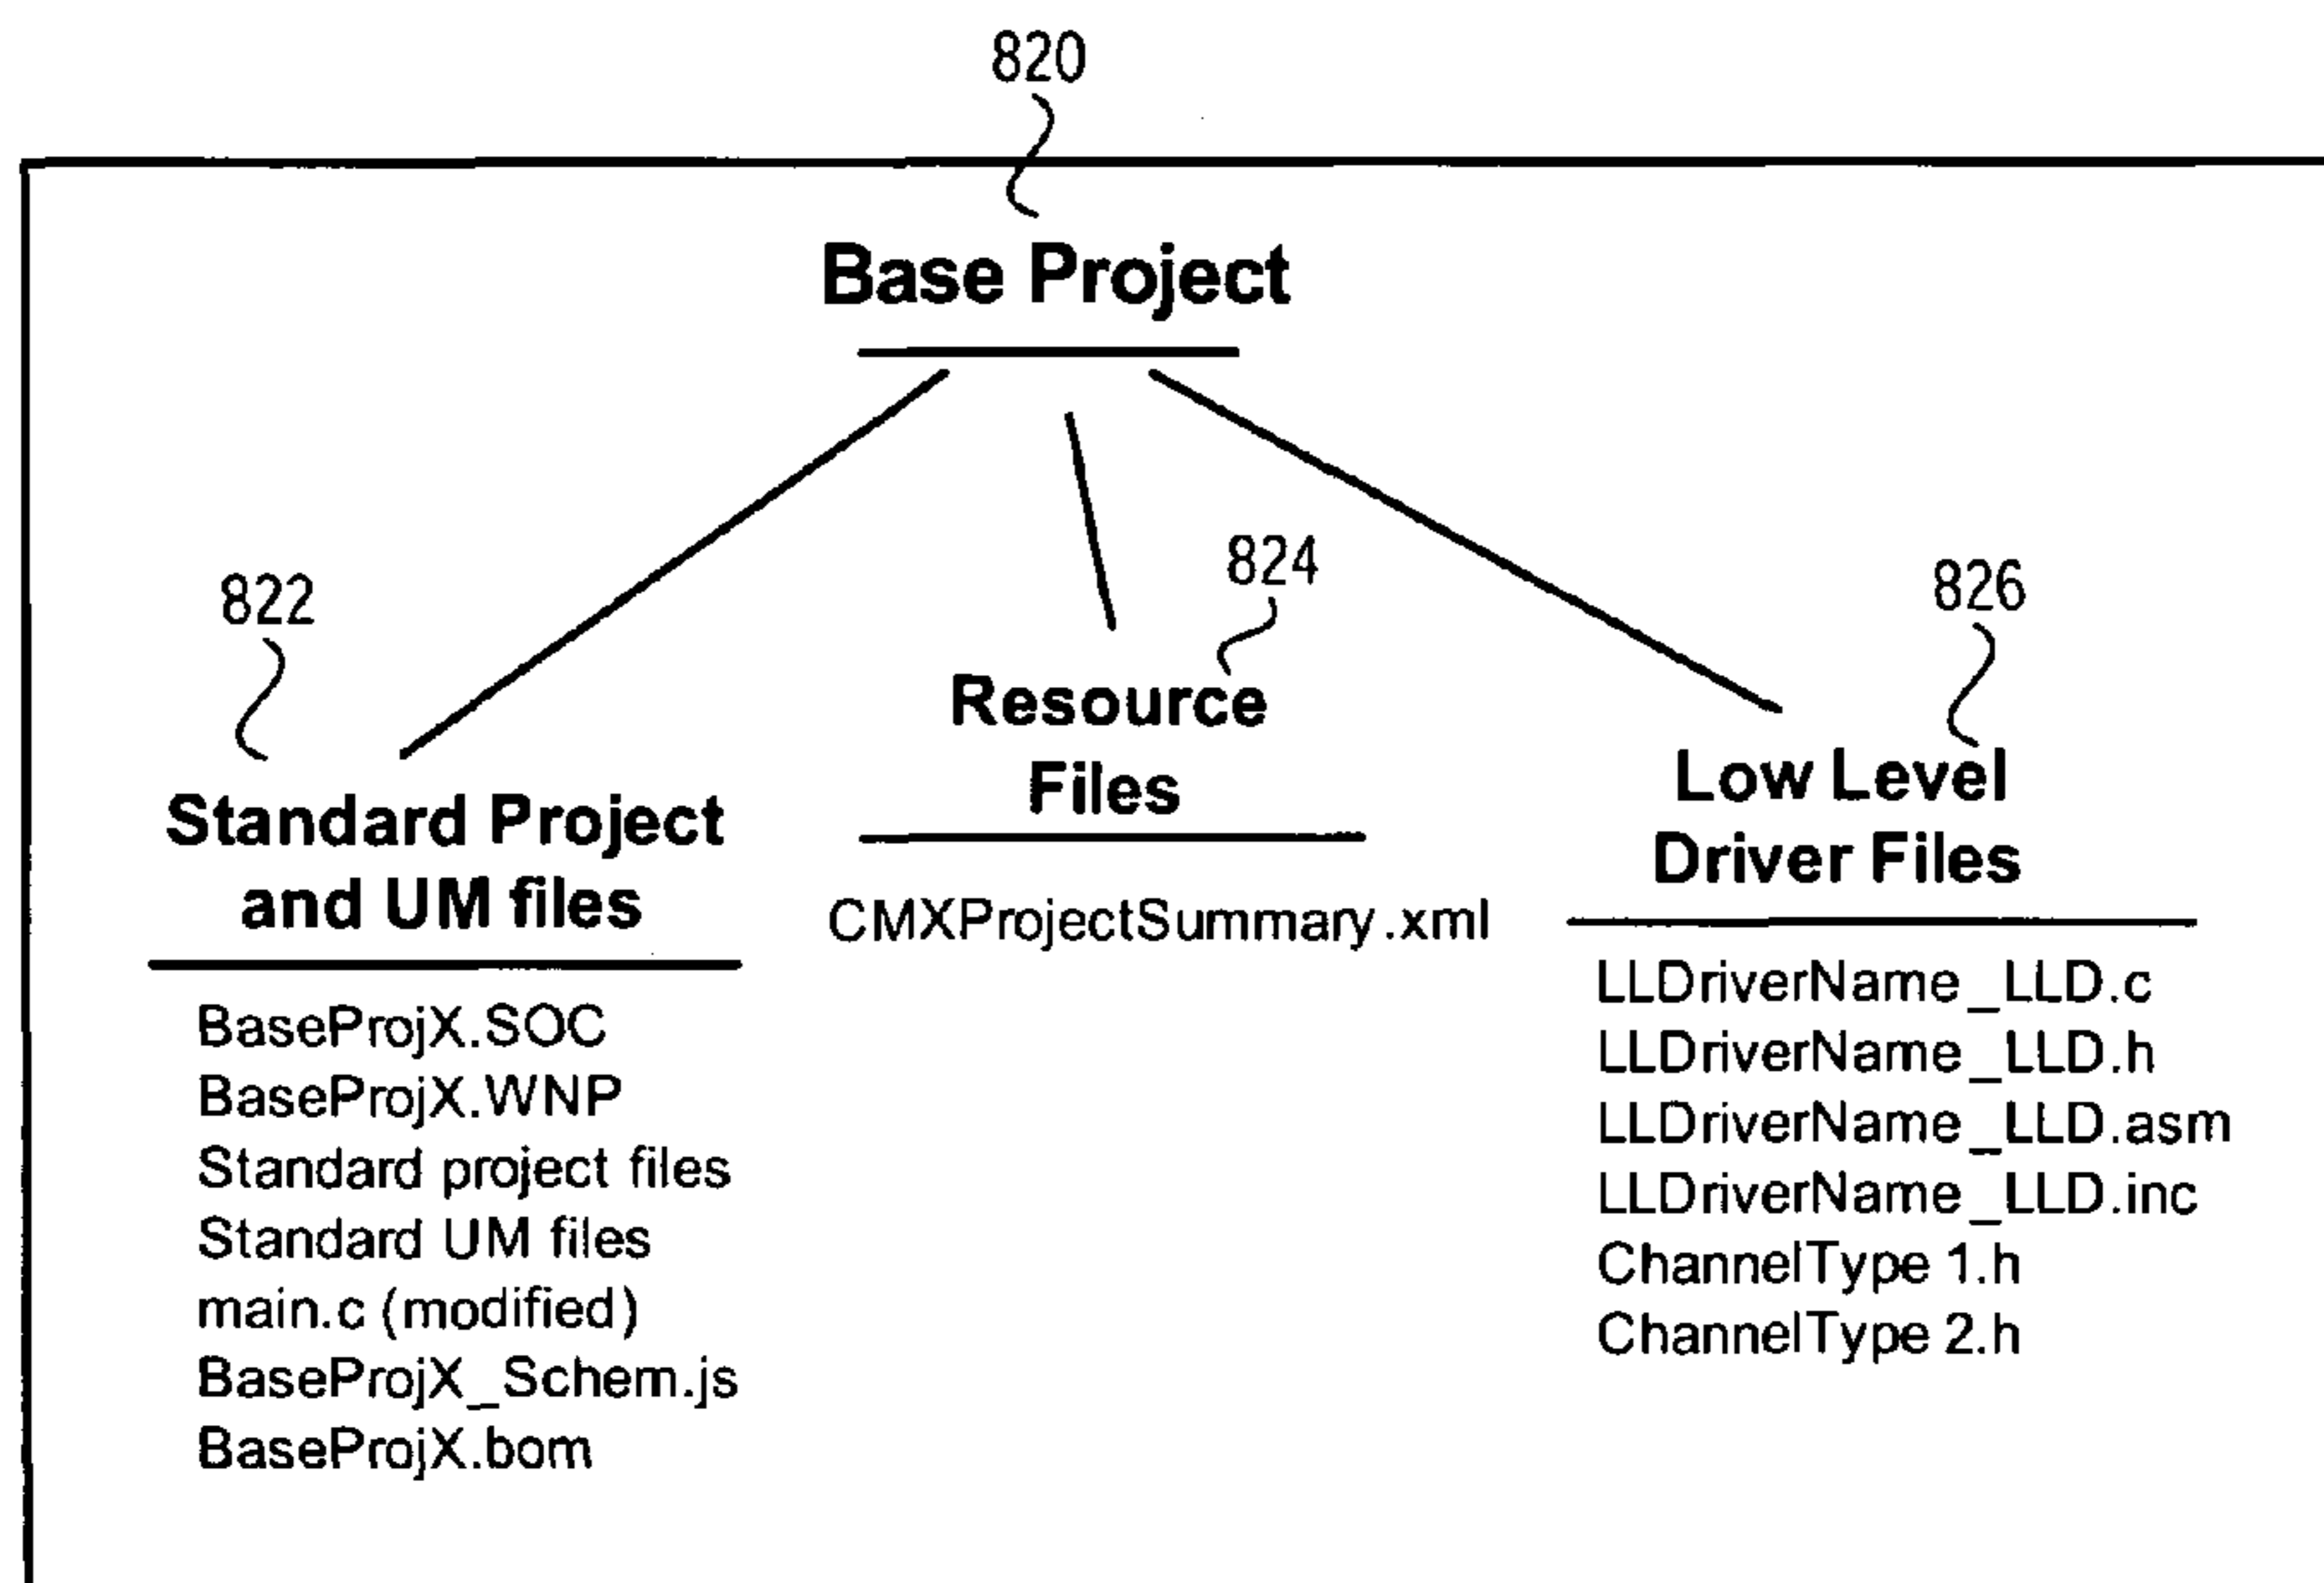 820
Base Project
822
Standard Project
and UM files
BaseProjX.SOC
BaseProjX.WNP
Standard project files
Standard UM files
main.c (modified)
BaseProjX_Schem.js
BaseProjX.bom
824
Resource
Files
CMXProjectSummary.xml
826
Low Level
Driver Files
LLDriverName_LLD.c
LLDriverName_LLD.h
LLDriverName_LLD.asm
LLDriverName_LLD.inc
ChannelType 1.h
ChannelType 2.h